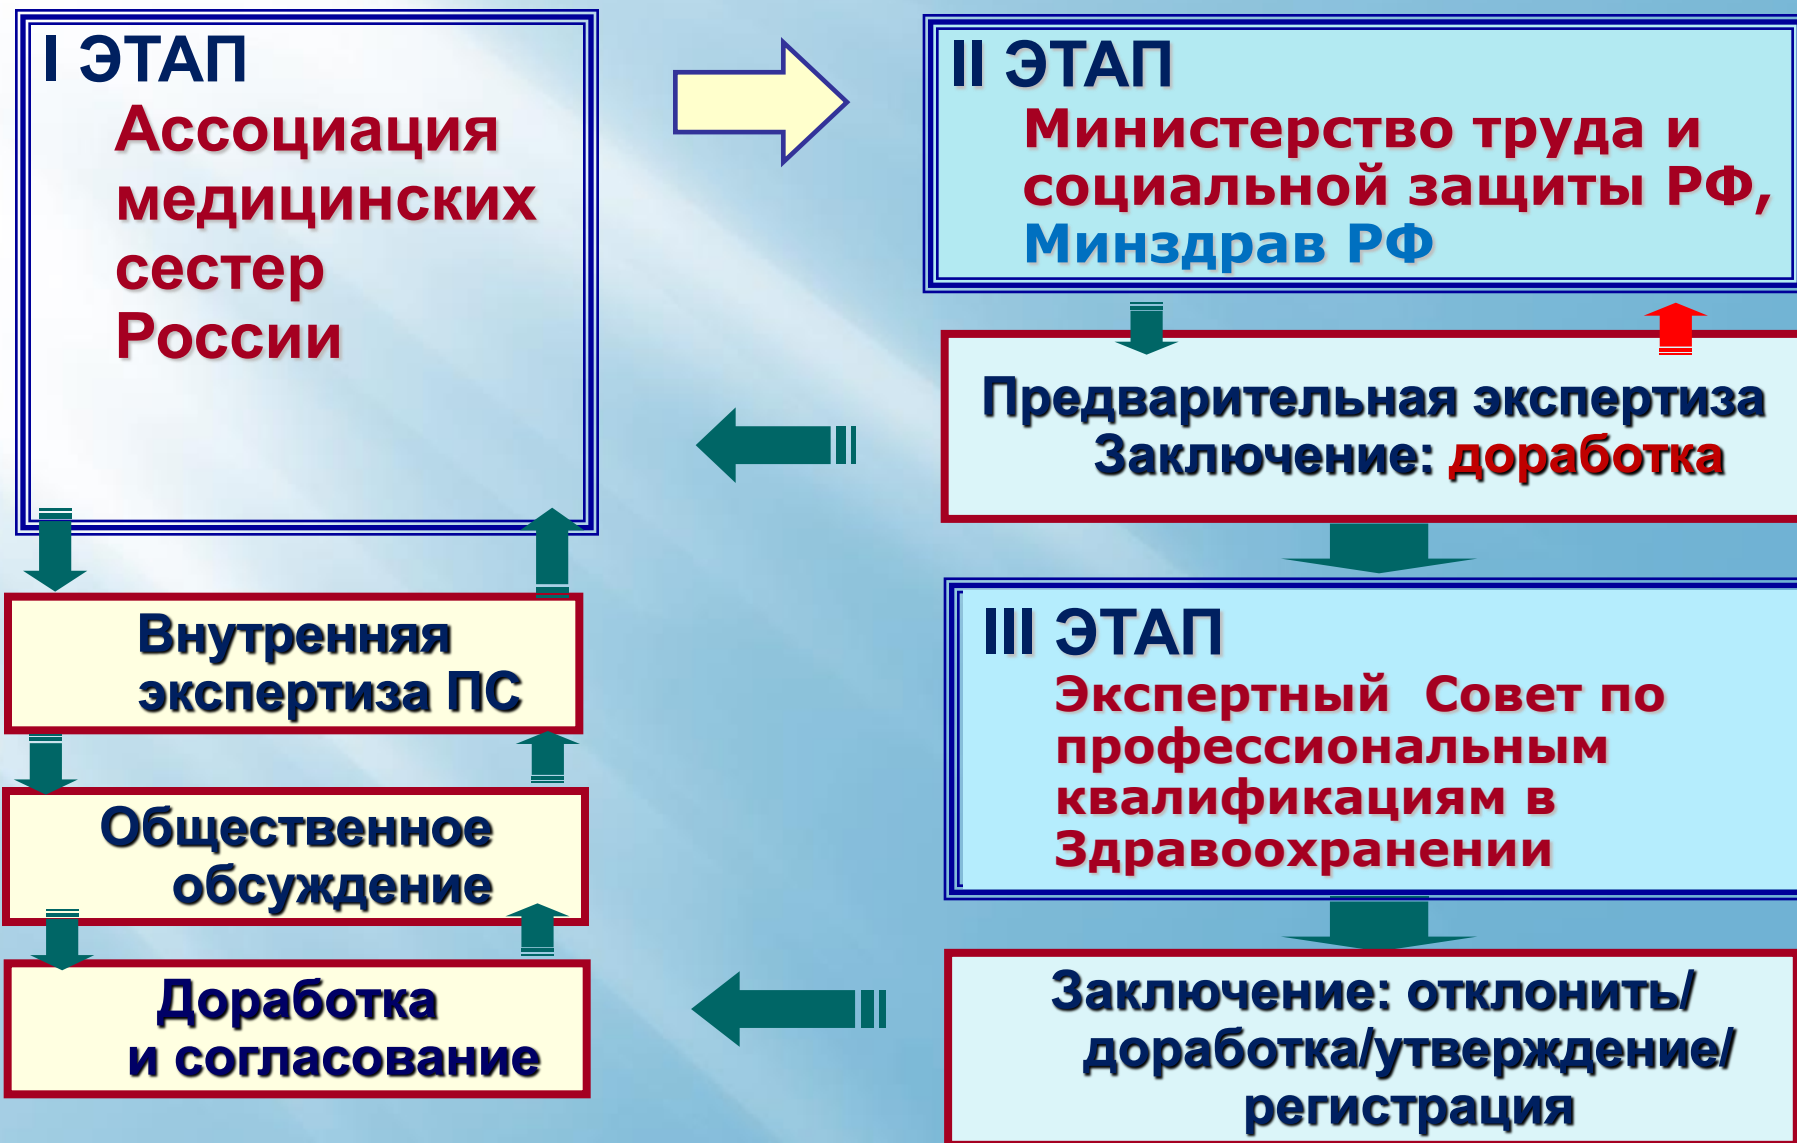 I ЭТАП
Ассоциация
медицинских
сестер
России
Внутренняя
экспертиза ПС
Общественное
обсуждение
Доработка
и согласование
II ЭТАП
Министерство труда и
социальной защиты РФ,
Минздрав РФ
Предварительная экспертиза
Заключение: доработка
III ЭТАП
Экспертный Совет по
профессиональным
квалификациям в
Здравоохранении
Заключение: отклонить/
доработка/утверждение/
регистрация